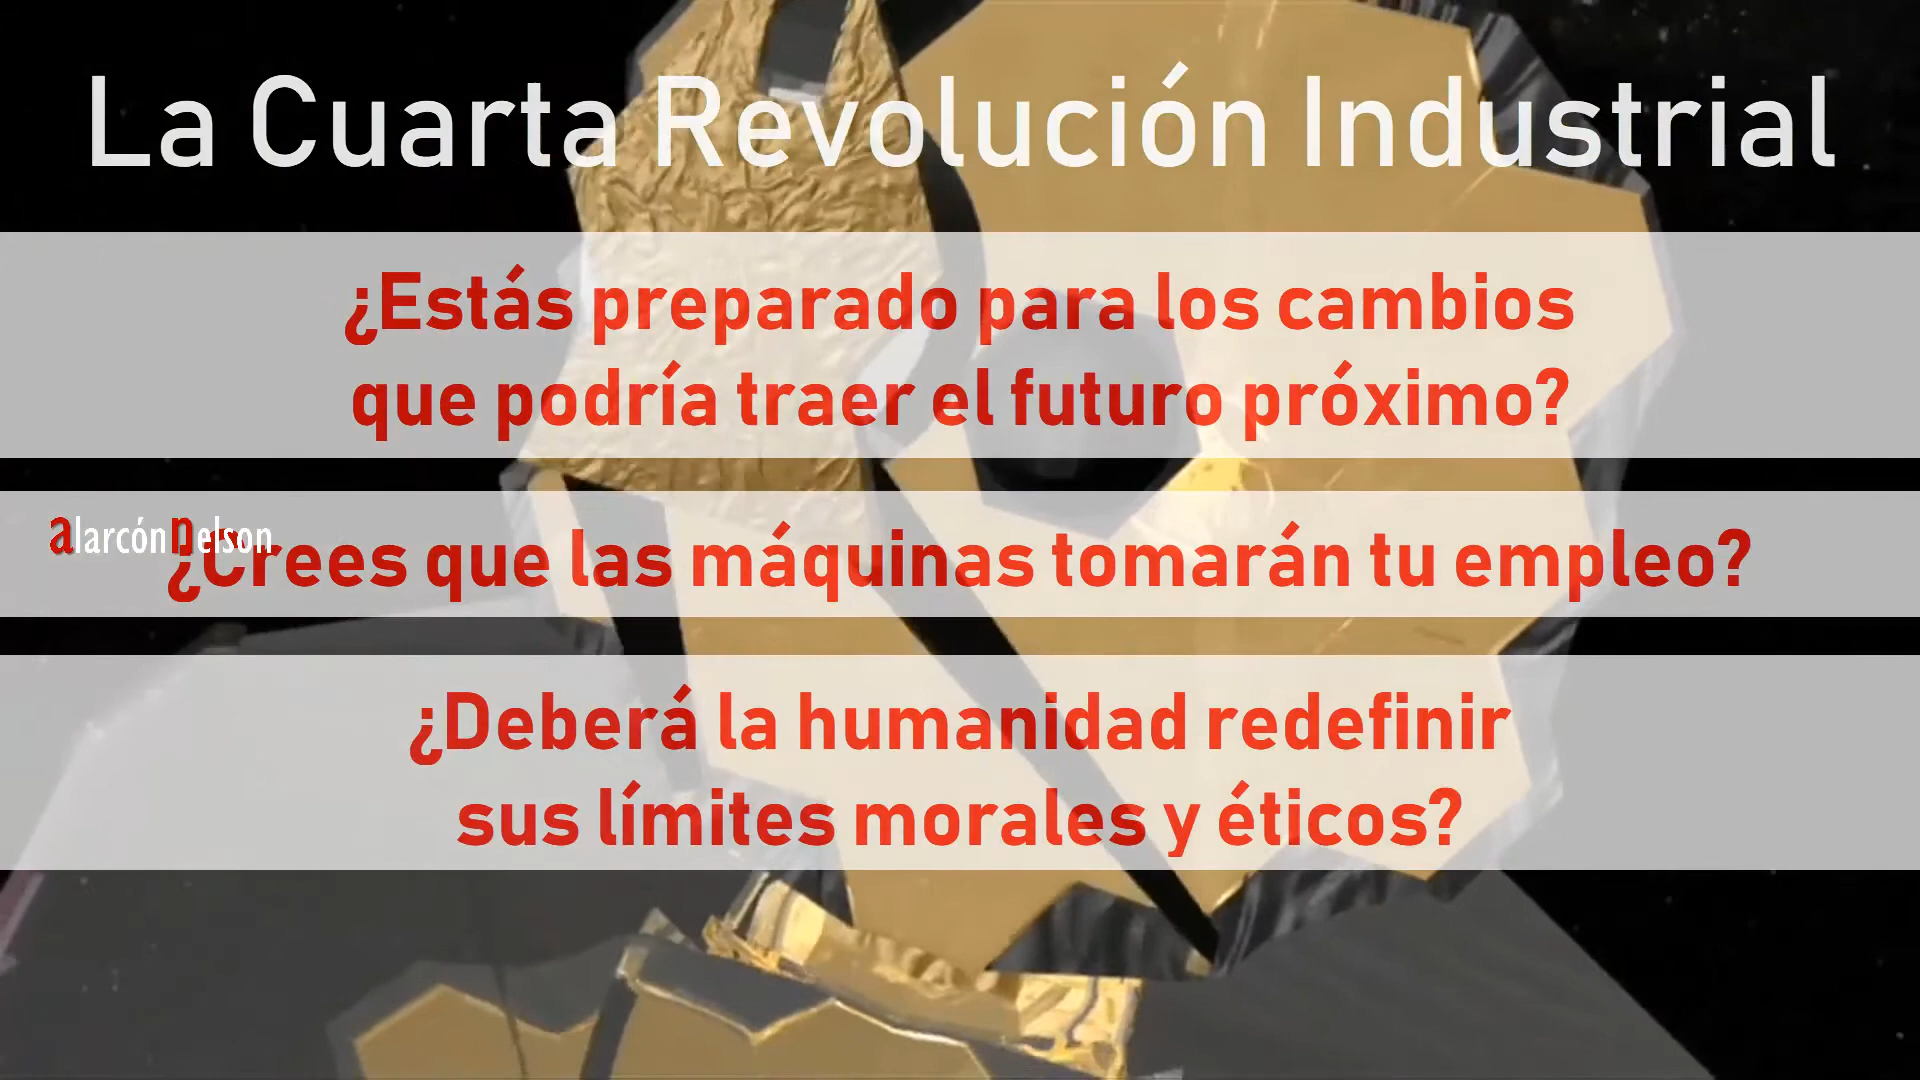 La Cuarta Revolución Industrial
¿Estás preparado para los cambios
que podría traer el futuro próximo?
alarcón nelson
¿Crees que las máquinas tomarán tu empleo?
¿Deberá la humanidad redefinir
sus límites morales y éticos?